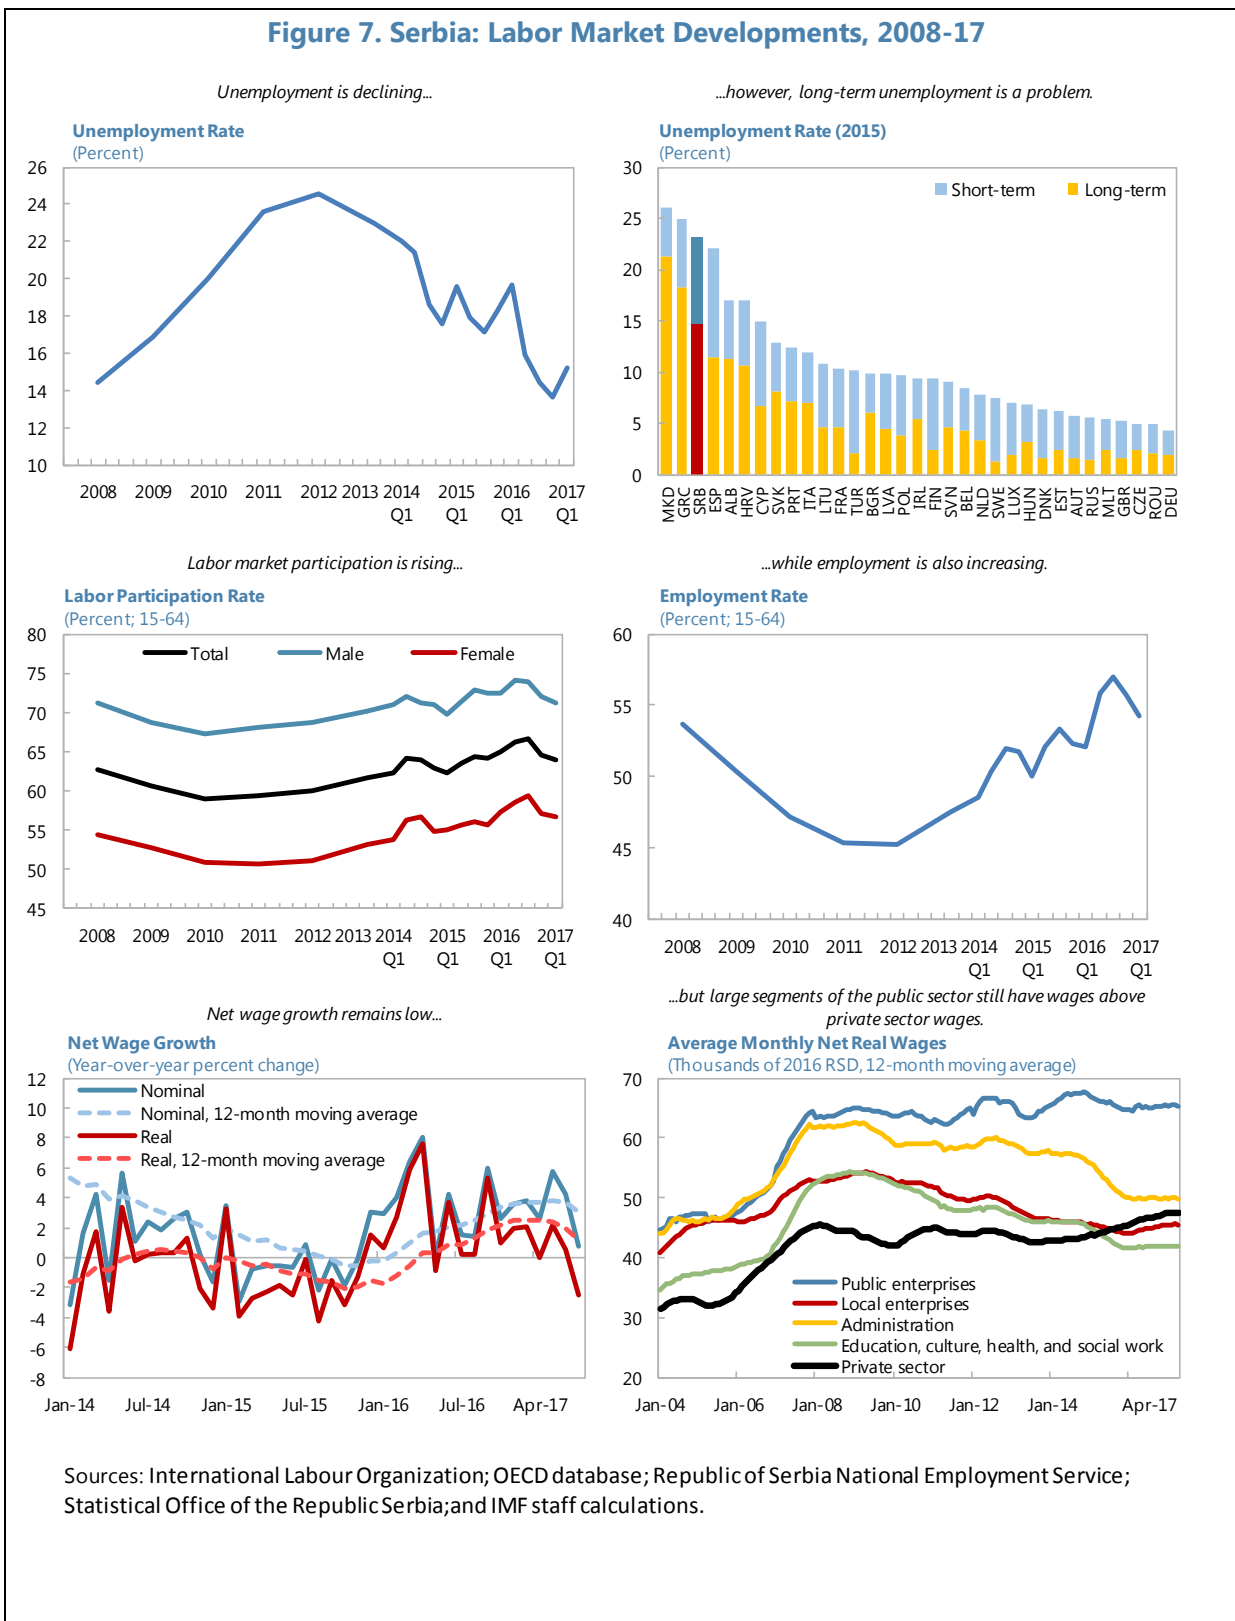 Figure 7. Serbia: Labor Market Developments, 2008-17
Unemployment is declining...
Unemployment Rate
(Percent)
26
24
22
20
18
16
14
12
10
2008 2009 2010 2011 2012 2013 2014 2015 2016 2017
Q1 Q1 Q1 Q1
...however, long-term unemployment is a problem.
Unemployment Rate (2015)
(Percent)
30
25
20
15
10
5
0
Short-term Long-term
MKD GRC SRB ESP ALB HRV CYP SVK PRT ITA LTU FRA TUR BGR LVA POL IRL FIN SVN BEL NLD SWE LUX HUN DNK EST AUT RUS MLT GBR CZE ROU DEU
Labor market participation is rising...
Labor Participation Rate
(Percent; 15-64)
80
75
70
65
60
55
50
45
Total Male Female
2008 2009 2010 2011 2012 2013 2014 2015 2016 2017
Q1 Q1 Q1 Q1
...while employment is also increasing.
Employment Rate
(Percent; 15-64)
60
55
50
45
40
2008 2009 2010 2011 2012 2013 2014 2015 2016 2017
Q1 Q1 Q1 Q1
Net wage growth remains low...
Net Wage Growth
(Year-over-year percent change)
12
10
8
6
4
2
0
-2
-4
-6
-8
Nominal
Nominal, 12-month moving average
Real
Real, 12-month moving average
Jan-14 Jul-14 Jan-15 Jul-15 Jan-16 Jul-16 Apr-17
...but large segments of the public sector still have wages above
private sector wages.
Average Monthly Net Real Wages
(Thousands of 2016 RSD, 12-month moving average)
70
60
50
40
30
20
Public enterprises
Local enterprises
Administration
Education, culture, health, and social work
Private sector
Jan-04 Jan-06 Jan-08 Jan-10 Jan-12 Jan-14 Apr-17
Sources: International Labour Organization; OECD database; Republic of Serbia National Employment Service;
Statistical Office of the Republic Serbia;and IMF staff calculations.